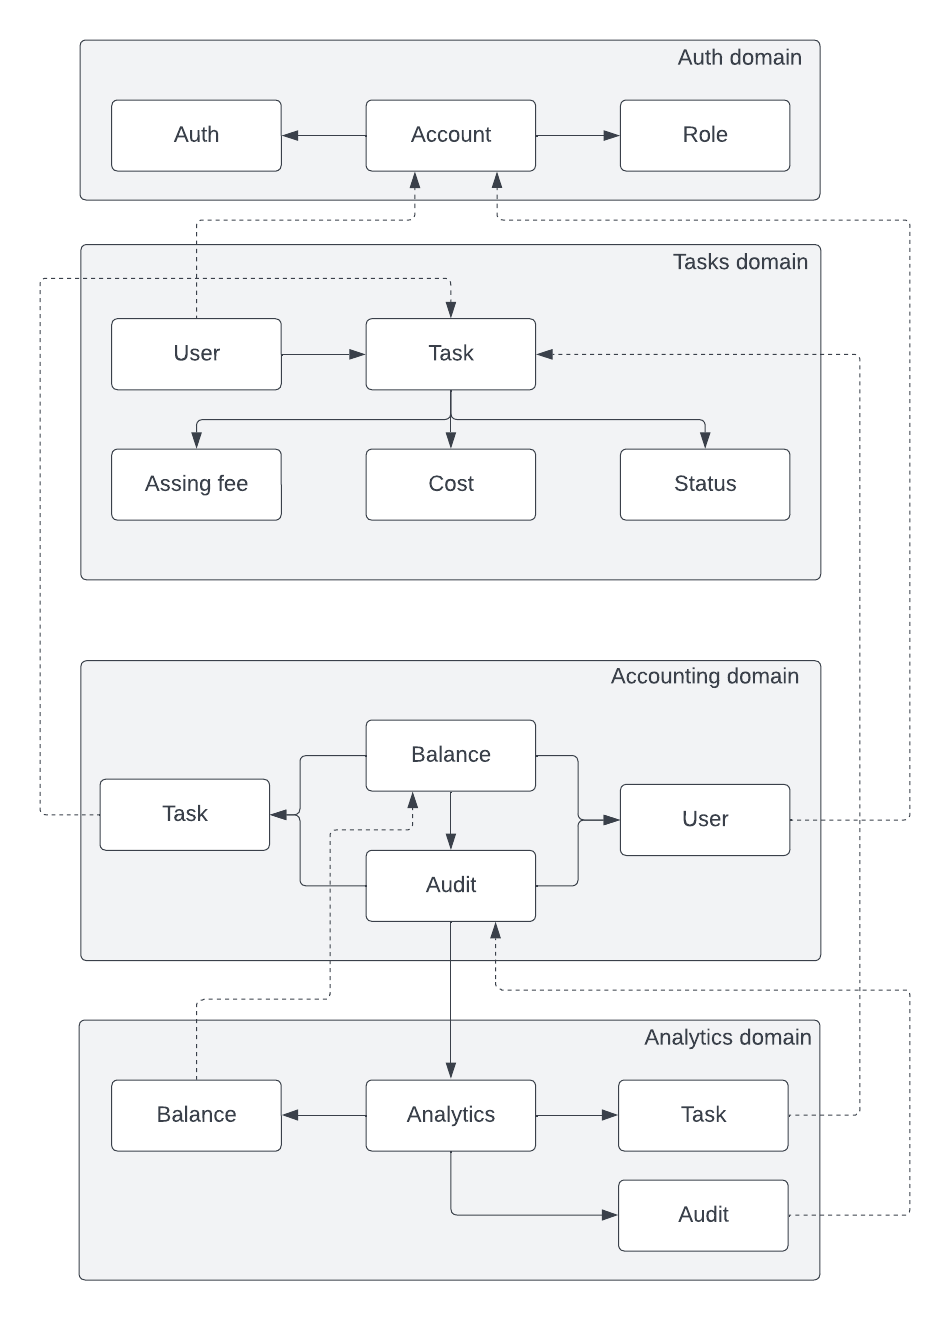 Auth domain
Auth
Account
Role
Tasks domain
User
Task
Assing fee
Cost
Status
Accounting domain
Balance
Task
User
Audit
Analytics domain
Balance
Analytics
Task
Audit